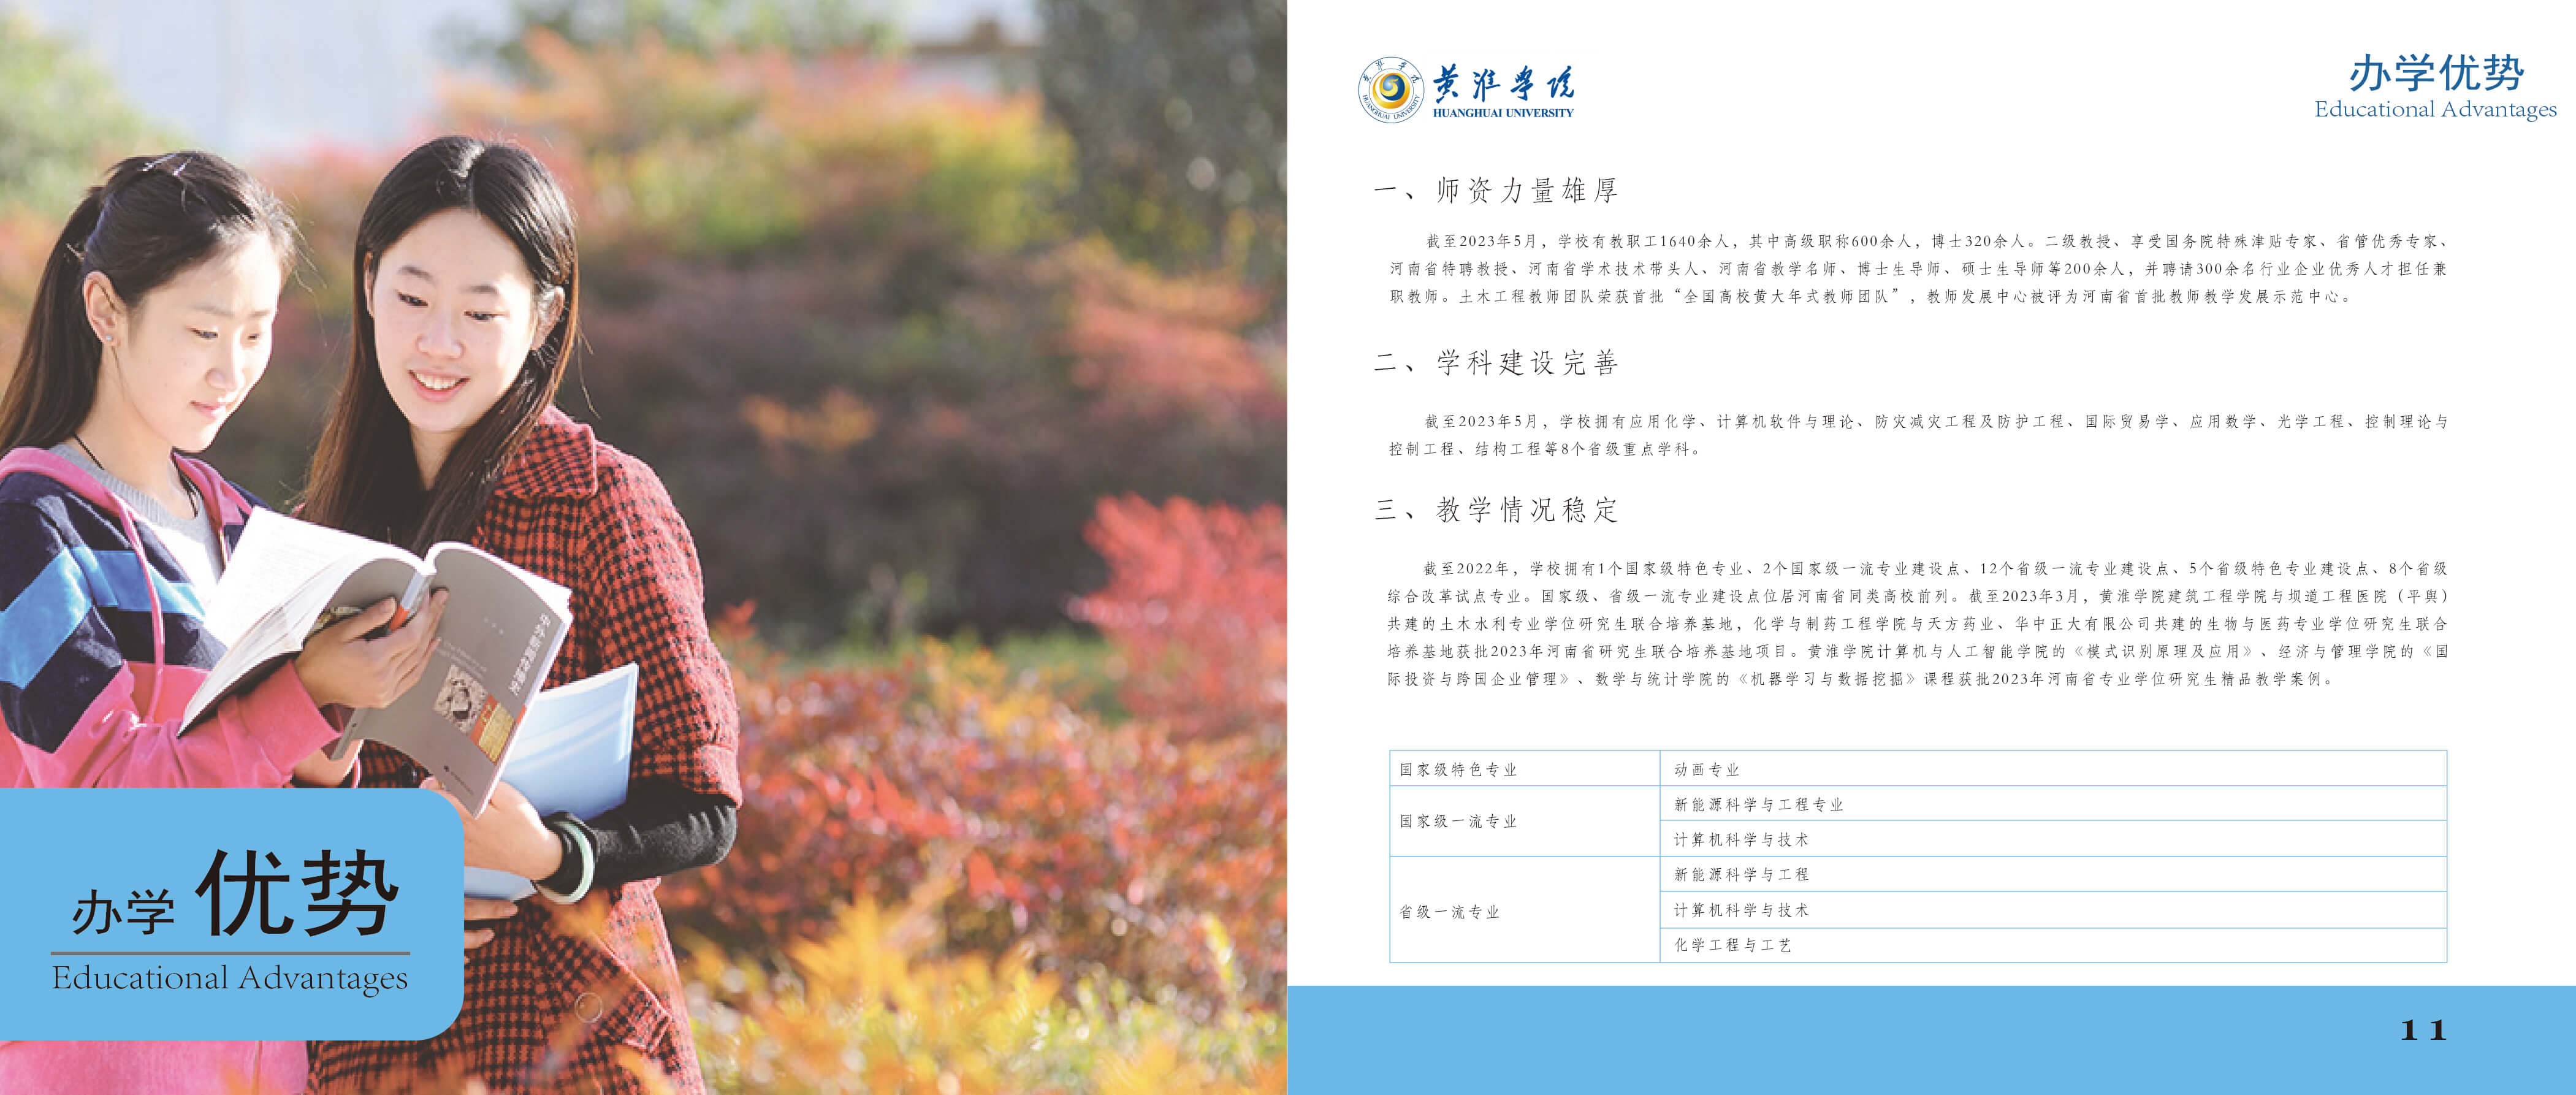 办学优势
Educational Advantages
黄淮学院
HUANGHUAI UNIVERSITY
办学优势
Educational Advantages
一、师资力量雄厚
截至2023年5月，学校有教职工1640余人，其中高级职称600余人，博士320余人。二级教授、享受国务院特殊津贴专家、省管优秀专家、
河南省特聘教授、河南省学术技术带头人、河南省教学名师、博士生导师、硕士生导师等200余人，并聘请300余名行业企业优秀人才担任兼
职教师。土木工程教师团队荣获首批“全国高校黄大年式教师团队”，教师发展中心被评为河南省首批教师教学发展示范中心。
二、学科建设完善
截至2023年5月，学校拥有应用化学、计算机软件与理论、防灾减灾工程及防护工程、国际贸易学、应用数学、光学工程、控制理论与
控制工程、结构工程等8个省级重点学科。
三、教学情况稳定
截至2022年，学校拥有1个国家级特色专业、2个国家级一流专业建设点、12个省级一流专业建设点、5个省级特色专业建设点、8个省级
综合改革试点专业。国家级、省级一流专业建设点位居河南省同类高校前列。截至2023年3月，黄淮学院建筑工程学院与坝道工程医院（平舆）
共建的土木水利专业学位研究生联合培养基地，化学与制药工程学院与天方药业、华中正大有限公司共建的生物与医药专业学位研究生联合
培养基地获批2023年河南省研究生联合培养基地项目。黄淮学院计算机与人工智能学院的《模式识别原理及应用》、经济与管理学院的《国
际投资与跨国企业管理》、数学与统计学院的《机器学习与数据挖掘》课程获批2023年河南省专业学位研究生精品教学案例。
国家级特色专业
动画专业
国家级一流专业
新能源科学与工程专业
计算机科学与技术
省级一流专业
新能源科学与工程
计算机科学与技术
化学工程与工艺
11